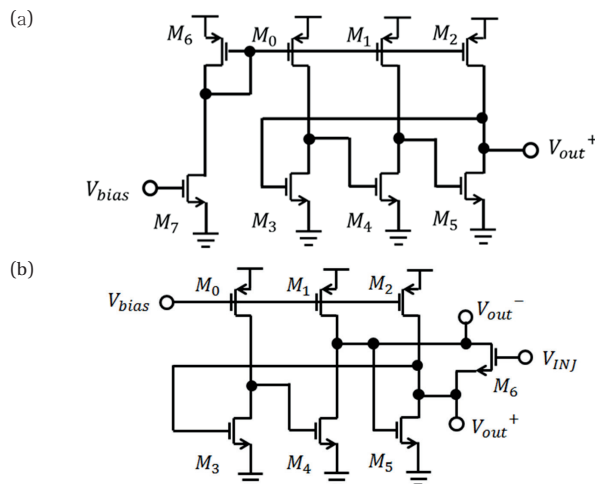 (a)
M6 M0 M1 M2
Vout+
Vbias
M7 M3 M4 M5
(b)
Vbias M0 M1 M2 Vout−
VINJ
M6
Vout+
M3 M4 M5